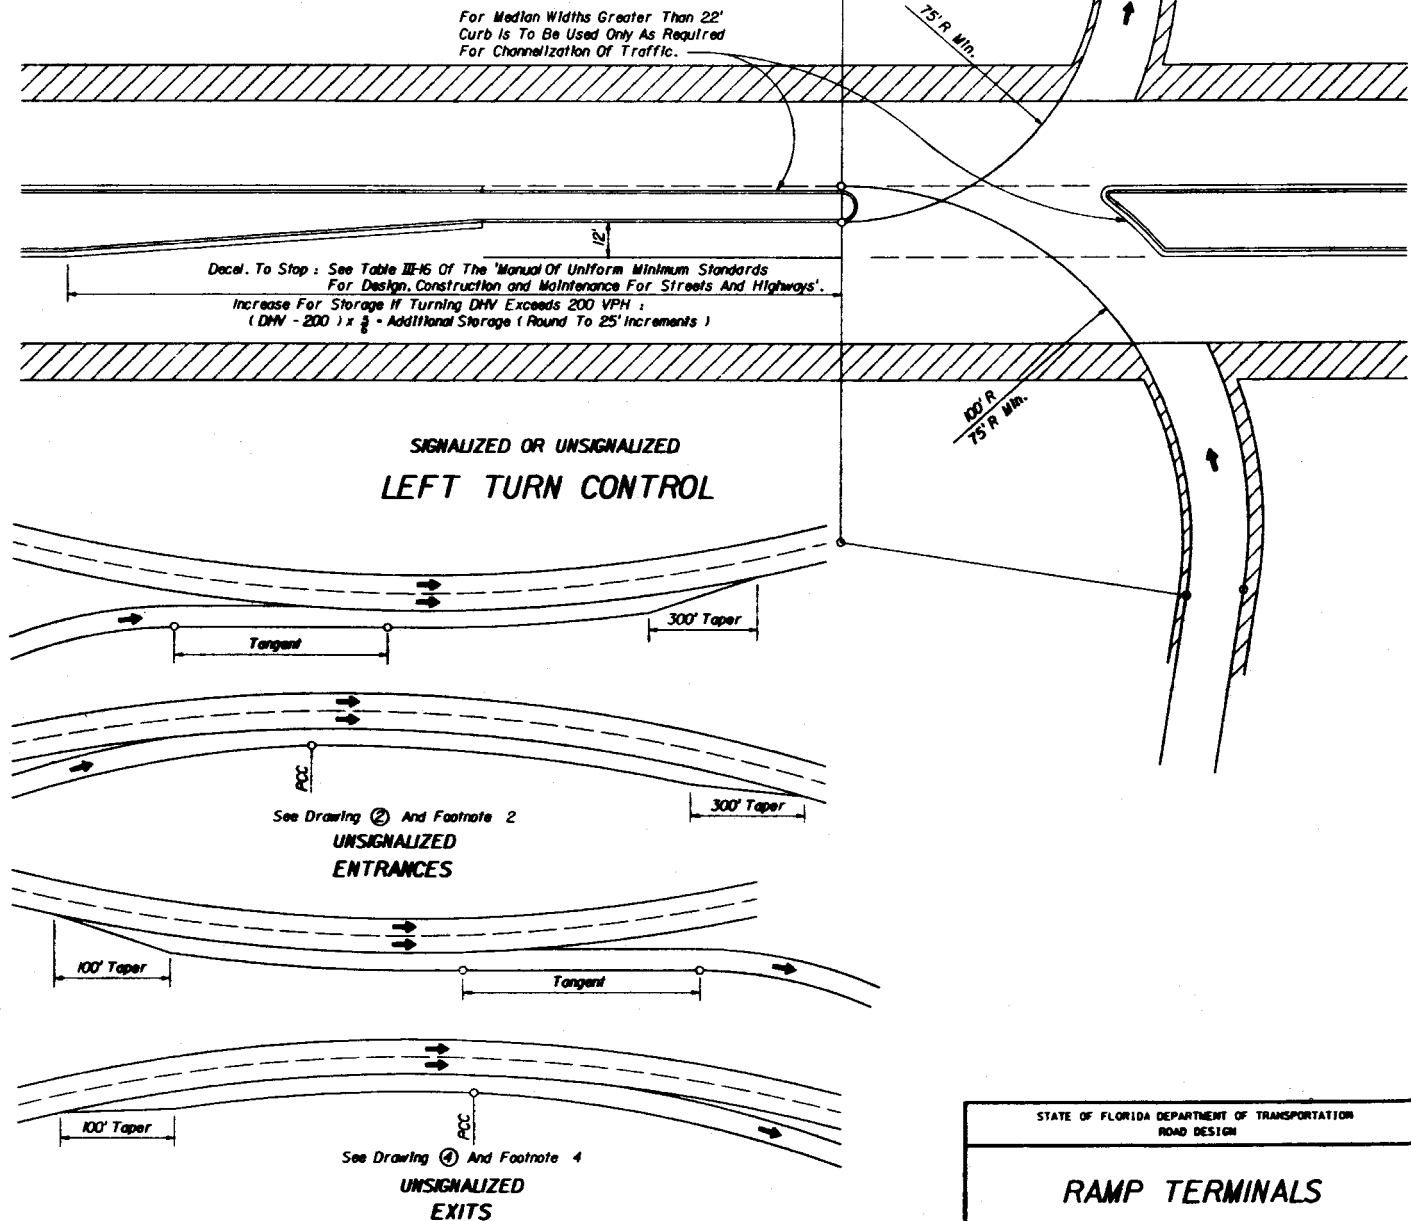 For Median Widths Greater Than 22'
Curb Is To Be Used Only As Required
For Channelization Of Traffic.
75' R Min.
12'
Decel. To Stop : See Table III-16 Of The 'Manual Of Uniform Minimum Standards
For Design, Construction and Maintenance For Streets And Highways'.
Increase For Storage If Turning DHV Exceeds 200 VPH :
( DHV - 200 ) x = Additional Storage ( Round To 25' Increments )
100' R
75' R Min.
SIGNALIZED OR UNSIGNALIZED
LEFT TURN CONTROL
300' Taper
Tangent
PCC
300' Taper
See Drawing ② And Footnote 2
UNSIGNALIZED
ENTRANCES
100' Taper
Tangent
100' Taper
PCC
See Drawing ④ And Footnote 4
UNSIGNALIZED
EXITS
STATE OF FLORIDA DEPARTMENT OF TRANSPORTATION
ROAD DESIGN
RAMP TERMINALS